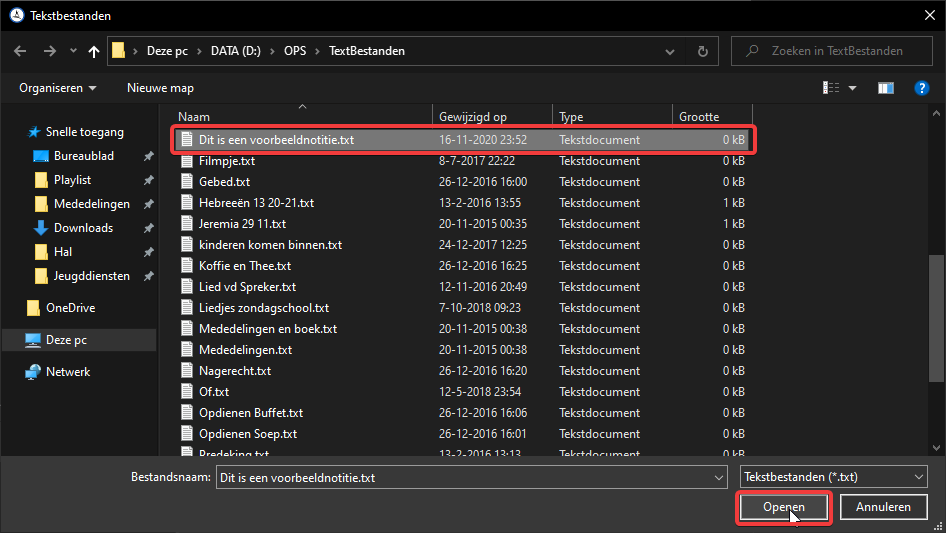 Tekstbestanden
Deze pc > DATA (D:) > OPS > TextBestanden
Zoeken in TextBestanden
Organiseren
Nieuwe map
Snelle toegang
Bureaublad
Playlist
Mededelingen
Downloads
Hal
Jeugddiensten
OneDrive
Deze pc
Netwerk
Naam Gewijzigd op Type Grootte
Dit is een voorbeeldnotitie.txt 16-11-2020 23:52 Tekstdocument 0 kB
Filmpje.txt 8-7-2017 22:22 Tekstdocument 0 kB
Gebed.txt 26-12-2016 16:00 Tekstdocument 0 kB
Hebreeën 13 20-21.txt 13-2-2016 13:55 Tekstdocument 1 kB
Jeremia 29 11.txt 20-11-2015 00:35 Tekstdocument 1 kB
kinderen komen binnen.txt 24-12-2017 12:25 Tekstdocument 0 kB
Koffie en Thee.txt 26-12-2016 16:25 Tekstdocument 0 kB
Lied vd Spreker.txt 12-11-2016 20:49 Tekstdocument 0 kB
Liedjes zondagschool.txt 7-10-2018 09:23 Tekstdocument 0 kB
Mededelingen en boek.txt 20-11-2015 00:38 Tekstdocument 0 kB
Mededelingen.txt 20-11-2015 00:38 Tekstdocument 0 kB
Nagerecht.txt 26-12-2016 16:20 Tekstdocument 0 kB
Of.txt 12-5-2018 23:54 Tekstdocument 0 kB
Opdienen Buffet.txt 26-12-2016 16:06 Tekstdocument 0 kB
Opdienen Soep.txt 26-12-2016 16:01 Tekstdocument 0 kB
Predeking.txt 13-2-2016 13:13 Tekstdocument 0 kB
Bestandsnaam: Dit is een voorbeeldnotitie.txt
Tekstbestanden (*.txt)
Openen
Annuleren